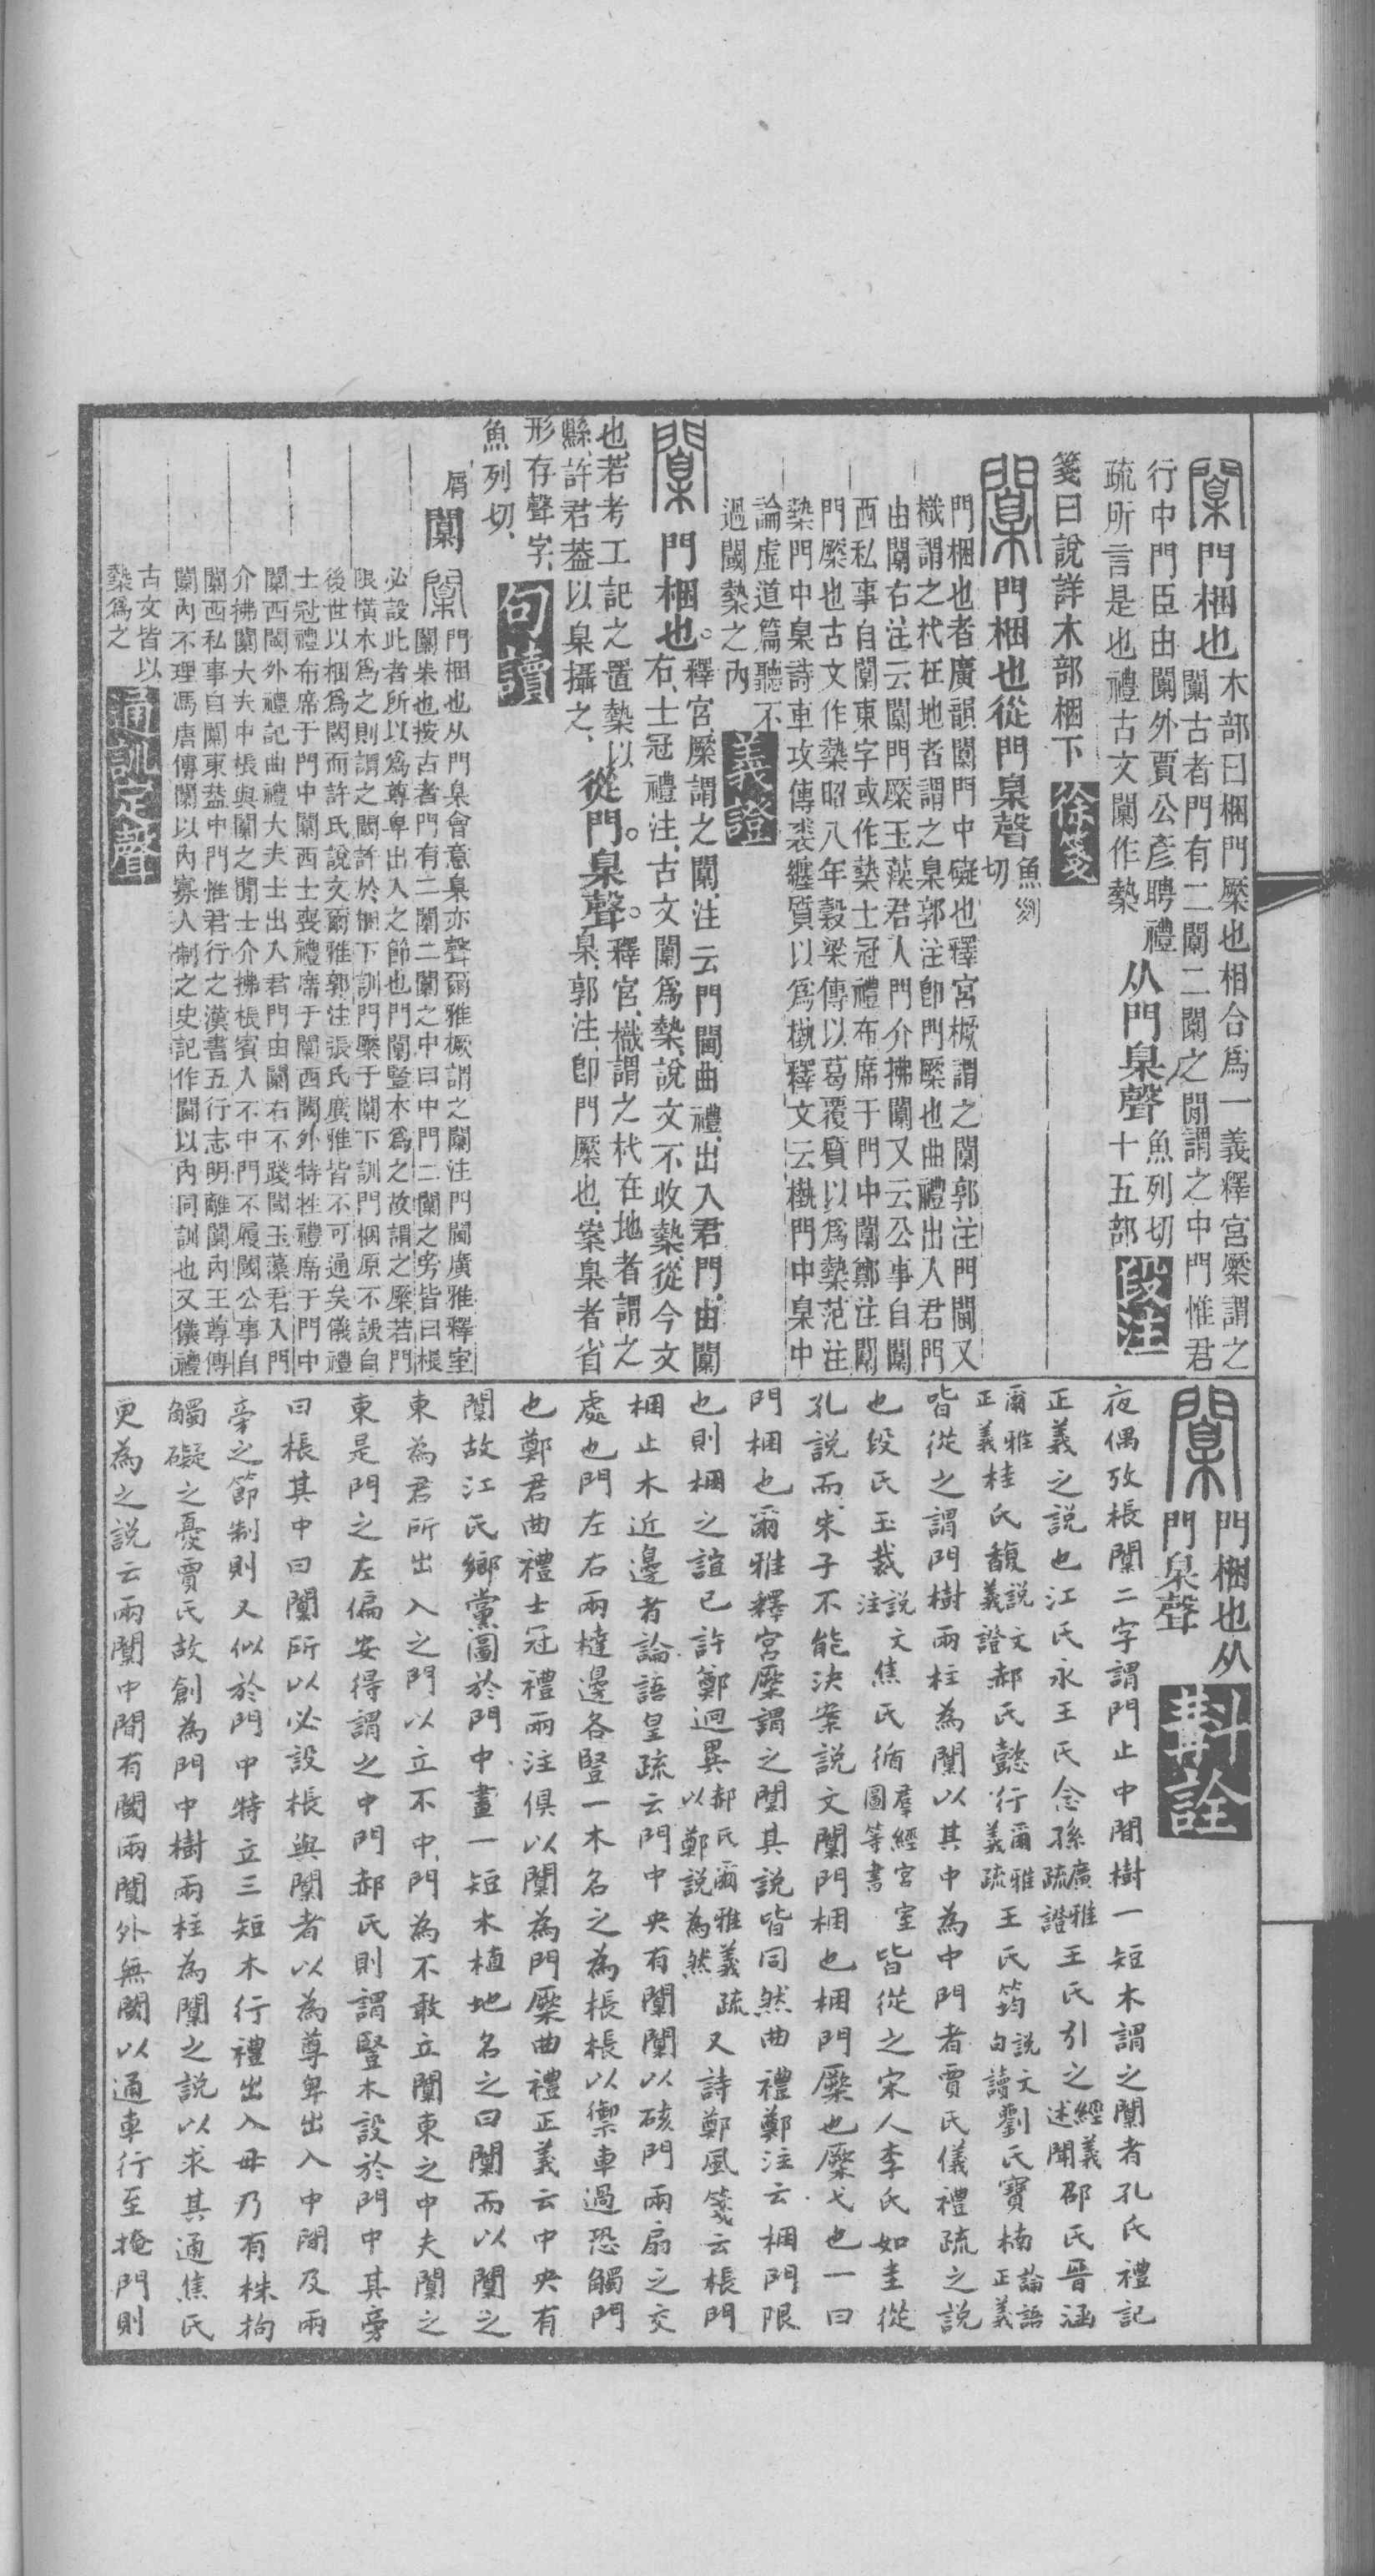 闑門梱也木部曰梱門橜也相合爲一義釋宮橜謂之
闑古者門有二闑二闑之閒謂之中門惟君
行中門臣由闑外賈公彥聘禮
疏所言是也禮古文闑作槷
从門臬聲魚列切
十五部段注
箋曰說詳木部梱下徐箋
闑門梱也從門臬聲魚列
切
門梱也者廣韻闑門中礙也釋宮橛謂之闑郭注門閫又
樴謂之杙在地者謂之臬郭注卽門橜也曲禮出入君門
由闑右注云闑門橜玉藻君入門介拂闑又云公事自闑
西私事自闑東字或作槷士冠禮布席于門中闑鄭注闑
門橜也古文作槷昭八年穀梁傳以葛覆質以爲槷范注
槷門中臬詩車攻傳裘纏質以爲槸釋文云槸門中臬中
論虛道篇聽不
過閾槷之內義證
闑門梱也。釋宮、橜謂之闑、注云門閫、曲禮、出入君門、由闑
右、士冠禮注、古文闑爲槷、說文不收槷、從今文
也、若考工記之置槷以
縣、許君葢以臬攝之、從門。臬聲。釋宮、樴謂之杙在地者謂之
臬、郭注、卽門橜也、案臬者省
形存聲字、句讀
魚列切、
屑闑闑門梱也从門臬會意臬亦聲爾雅橛謂之闑注門閫廣雅釋室
闑朱也按古者門有二闑二闑之中曰中門二闑之旁皆曰棖
必設此者所以爲尊卑出入之節也門闑豎木爲之故謂之橜若門
限橫木爲之則謂之閾許於梱下訓門橜于闑下訓門梱原不誤自
後世以梱爲閾而許氏說文爾雅郭注張氏廣雅皆不可通矣儀禮
士冠禮布席于門中闑西士喪禮席于闑西閾外特牲禮席于門中
闑西閾外禮記曲禮大夫士出入君門由闑右不踐閾玉藻君入門
介拂闑大夫中棖與闑之閒士介拂棖賓入不中門不履閾公事自
闑西私事自闑東葢中門惟君行之漢書五行志明離闑內王尊傳
闑內不理馮唐傳闑以內寡人制之史記作閫以內同訓也又儀禮
古文皆以
槷爲之通訓定聲
闑門梱也从
門臬聲斠詮
夜偶攷棖闑二字謂門止中閒樹一短木謂之闑者孔氏禮記
正義之說也江氏永王氏念孫廣雅
疏證王氏引之經義
述聞邵氏晉涵
爾雅
正義桂氏馥說文
義證郝氏懿行爾雅
義疏王氏筠說文
句讀劉氏寶楠論語
正義
皆從之謂門樹兩柱為闑以其中為中門者賈氏儀禮疏之說
也段氏玉裁說文
注焦氏循羣經宮室
圖等書皆從之宋人李氏如圭從
孔說而朱子不能決案說文闑門梱也梱門橜也橜弋也一曰
門梱也爾雅釋宮橜謂之闑其說皆同然曲禮鄭注云梱門限
也則梱之誼已許鄭迥異郝氏爾雅義疏
以鄭說為然又詩鄭風箋云棖門
梱止木近邊者論語皇疏云門中央有闑闑以硋門兩扇之交
處也門左右兩橽邊各豎一木名之為棖棖以禦車過恐觸門
也鄭君曲禮士冠禮兩注俱以闑為門橜曲禮正義云中央有
闑故江氏鄉黨圖於門中畫一短木植地名之曰闑而以闑之
東為君所出入之門以立不中門為不敢立闑東之中夫闑之
東是門之左偏安得謂之中門郝氏則謂豎木設於門中其旁
曰棖其中曰闑所以必設棖與闑者以為尊卑出入中閒及兩
旁之節制則又似於門中特立三短木行禮出入毋乃有株拘
觸礙之憂賈氏故創為門中樹兩柱為闑之說以求其通焦氏
更為之說云兩闑中閒有閾兩闑外無閾以通車行至掩門則